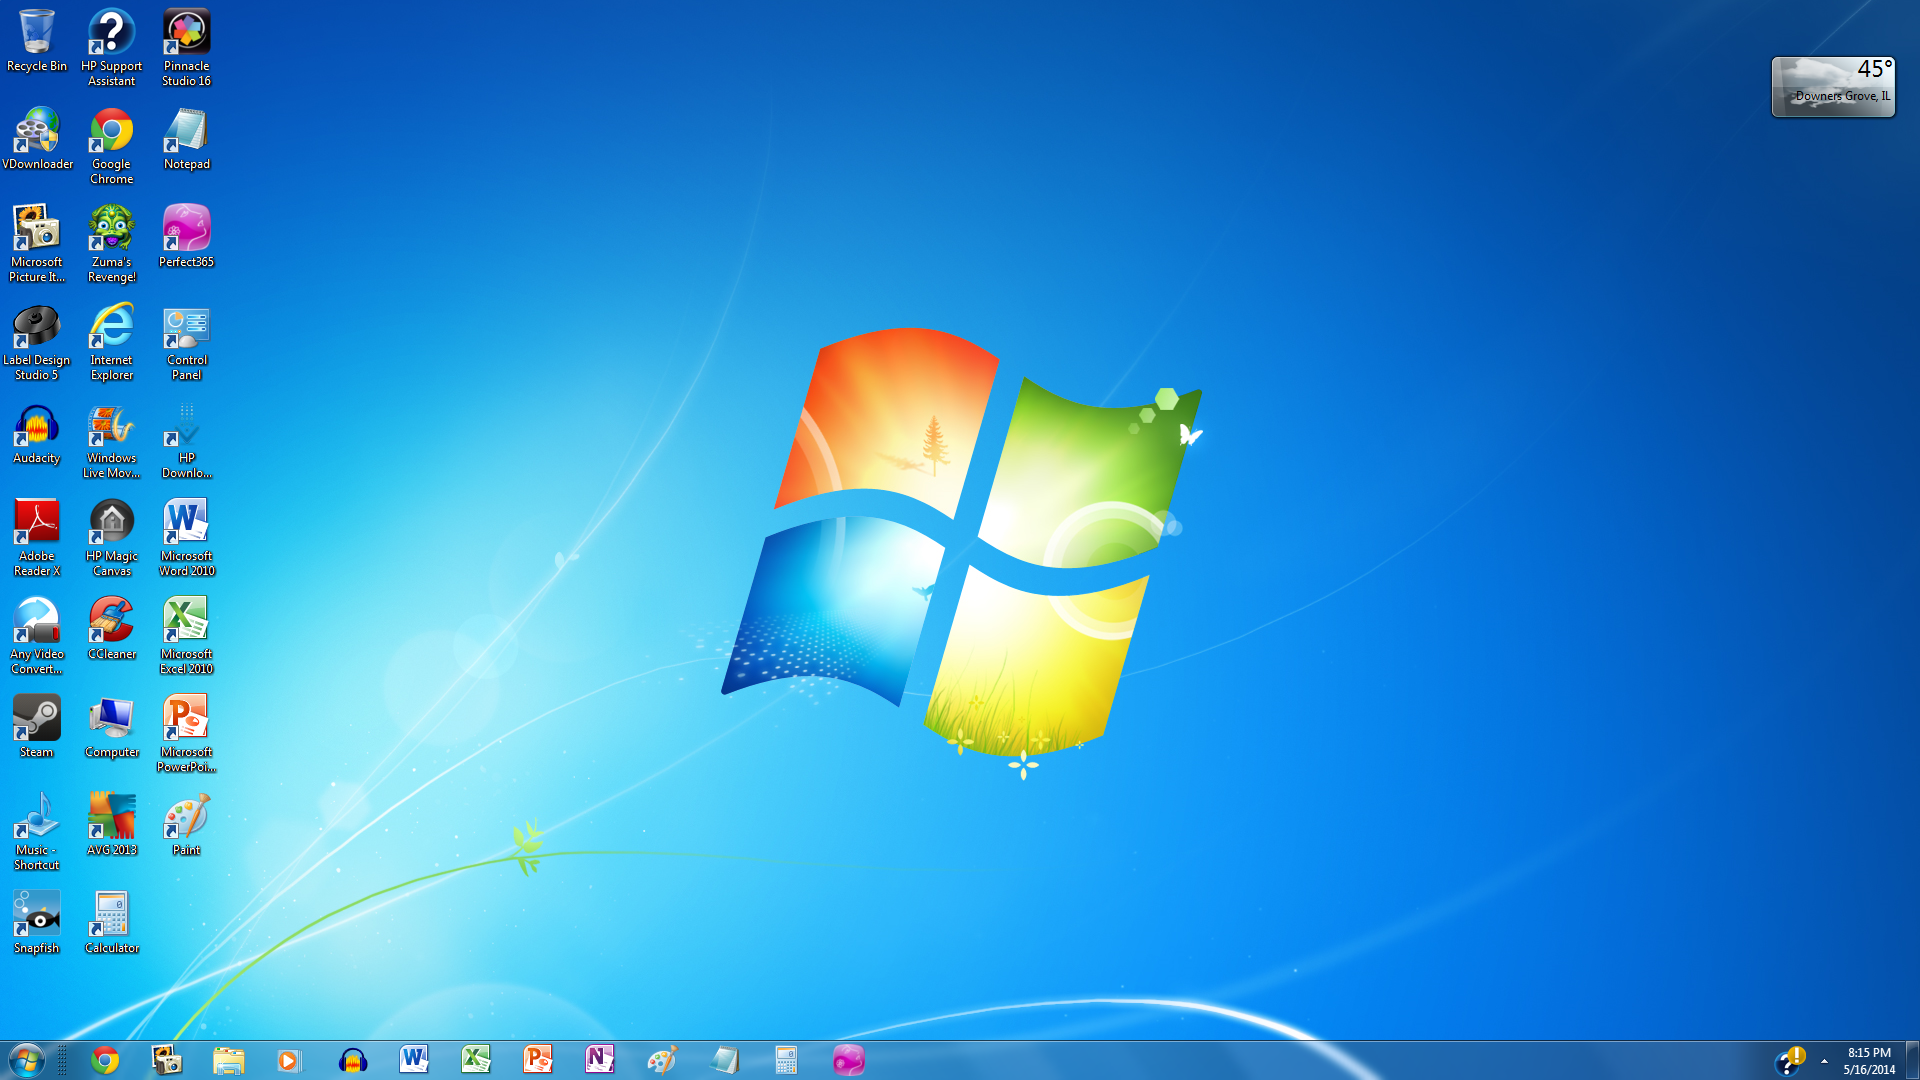 Recycle Bin
HP Support
Assistant
Pinnacle
Studio 16
VDownloader
Google
Chrome
Notepad
Microsoft
Picture It...
Zuma's
Revenge!
Perfect365
Label Design
Studio 5
Internet
Explorer
Control
Panel
Audacity
Windows
Live Mov...
HP
Downlo...
Adobe
Reader X
HP Magic
Canvas
Microsoft
Word 2010
Any Video
Convert...
CCleaner
Microsoft
Excel 2010
Steam
Computer
Microsoft
PowerPoi...
Music -
Shortcut
AVG 2013
Paint
Snapfish
Calculator
45°
Downers Grove, IL
8:15 PM
5/16/2014